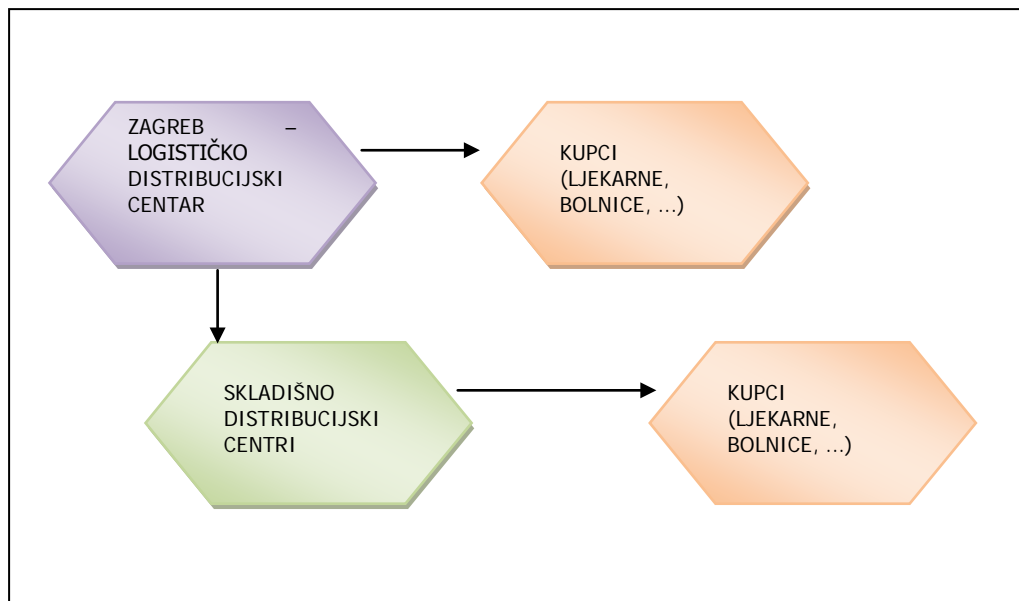 ZAGREB –
LOGISTIČKO
DISTRIBUCIJSKI
CENTAR
KUPCI
(LJEKARNE,
BOLNICE, ...)
SKLADIŠNO
DISTRIBUCIJSKI
CENTRI
KUPCI
(LJEKARNE,
BOLNICE, ...)